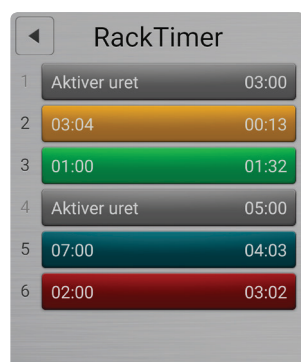 RackTimer
1 Aktiver uret 03:00
2 03:04 00:13
3 01:00 01:32
4 Aktiver uret 05:00
5 07:00 04:03
6 02:00 03:02